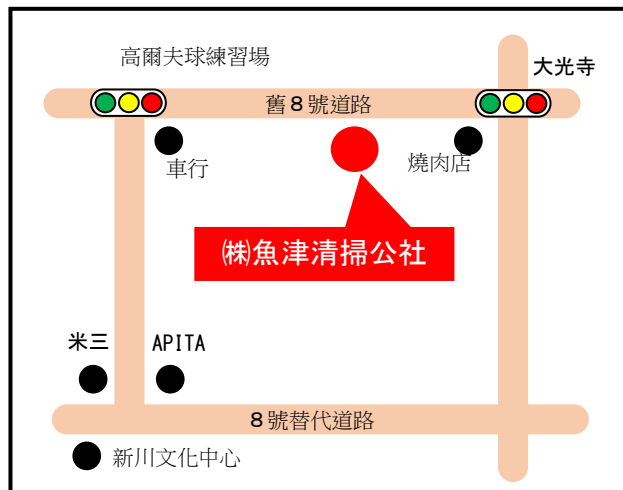 高爾夫球練習場
大光寺
舊８號道路
車行
燒肉店
㈱魚津清掃公社
米三
APITA
８號替代道路
新川文化中心